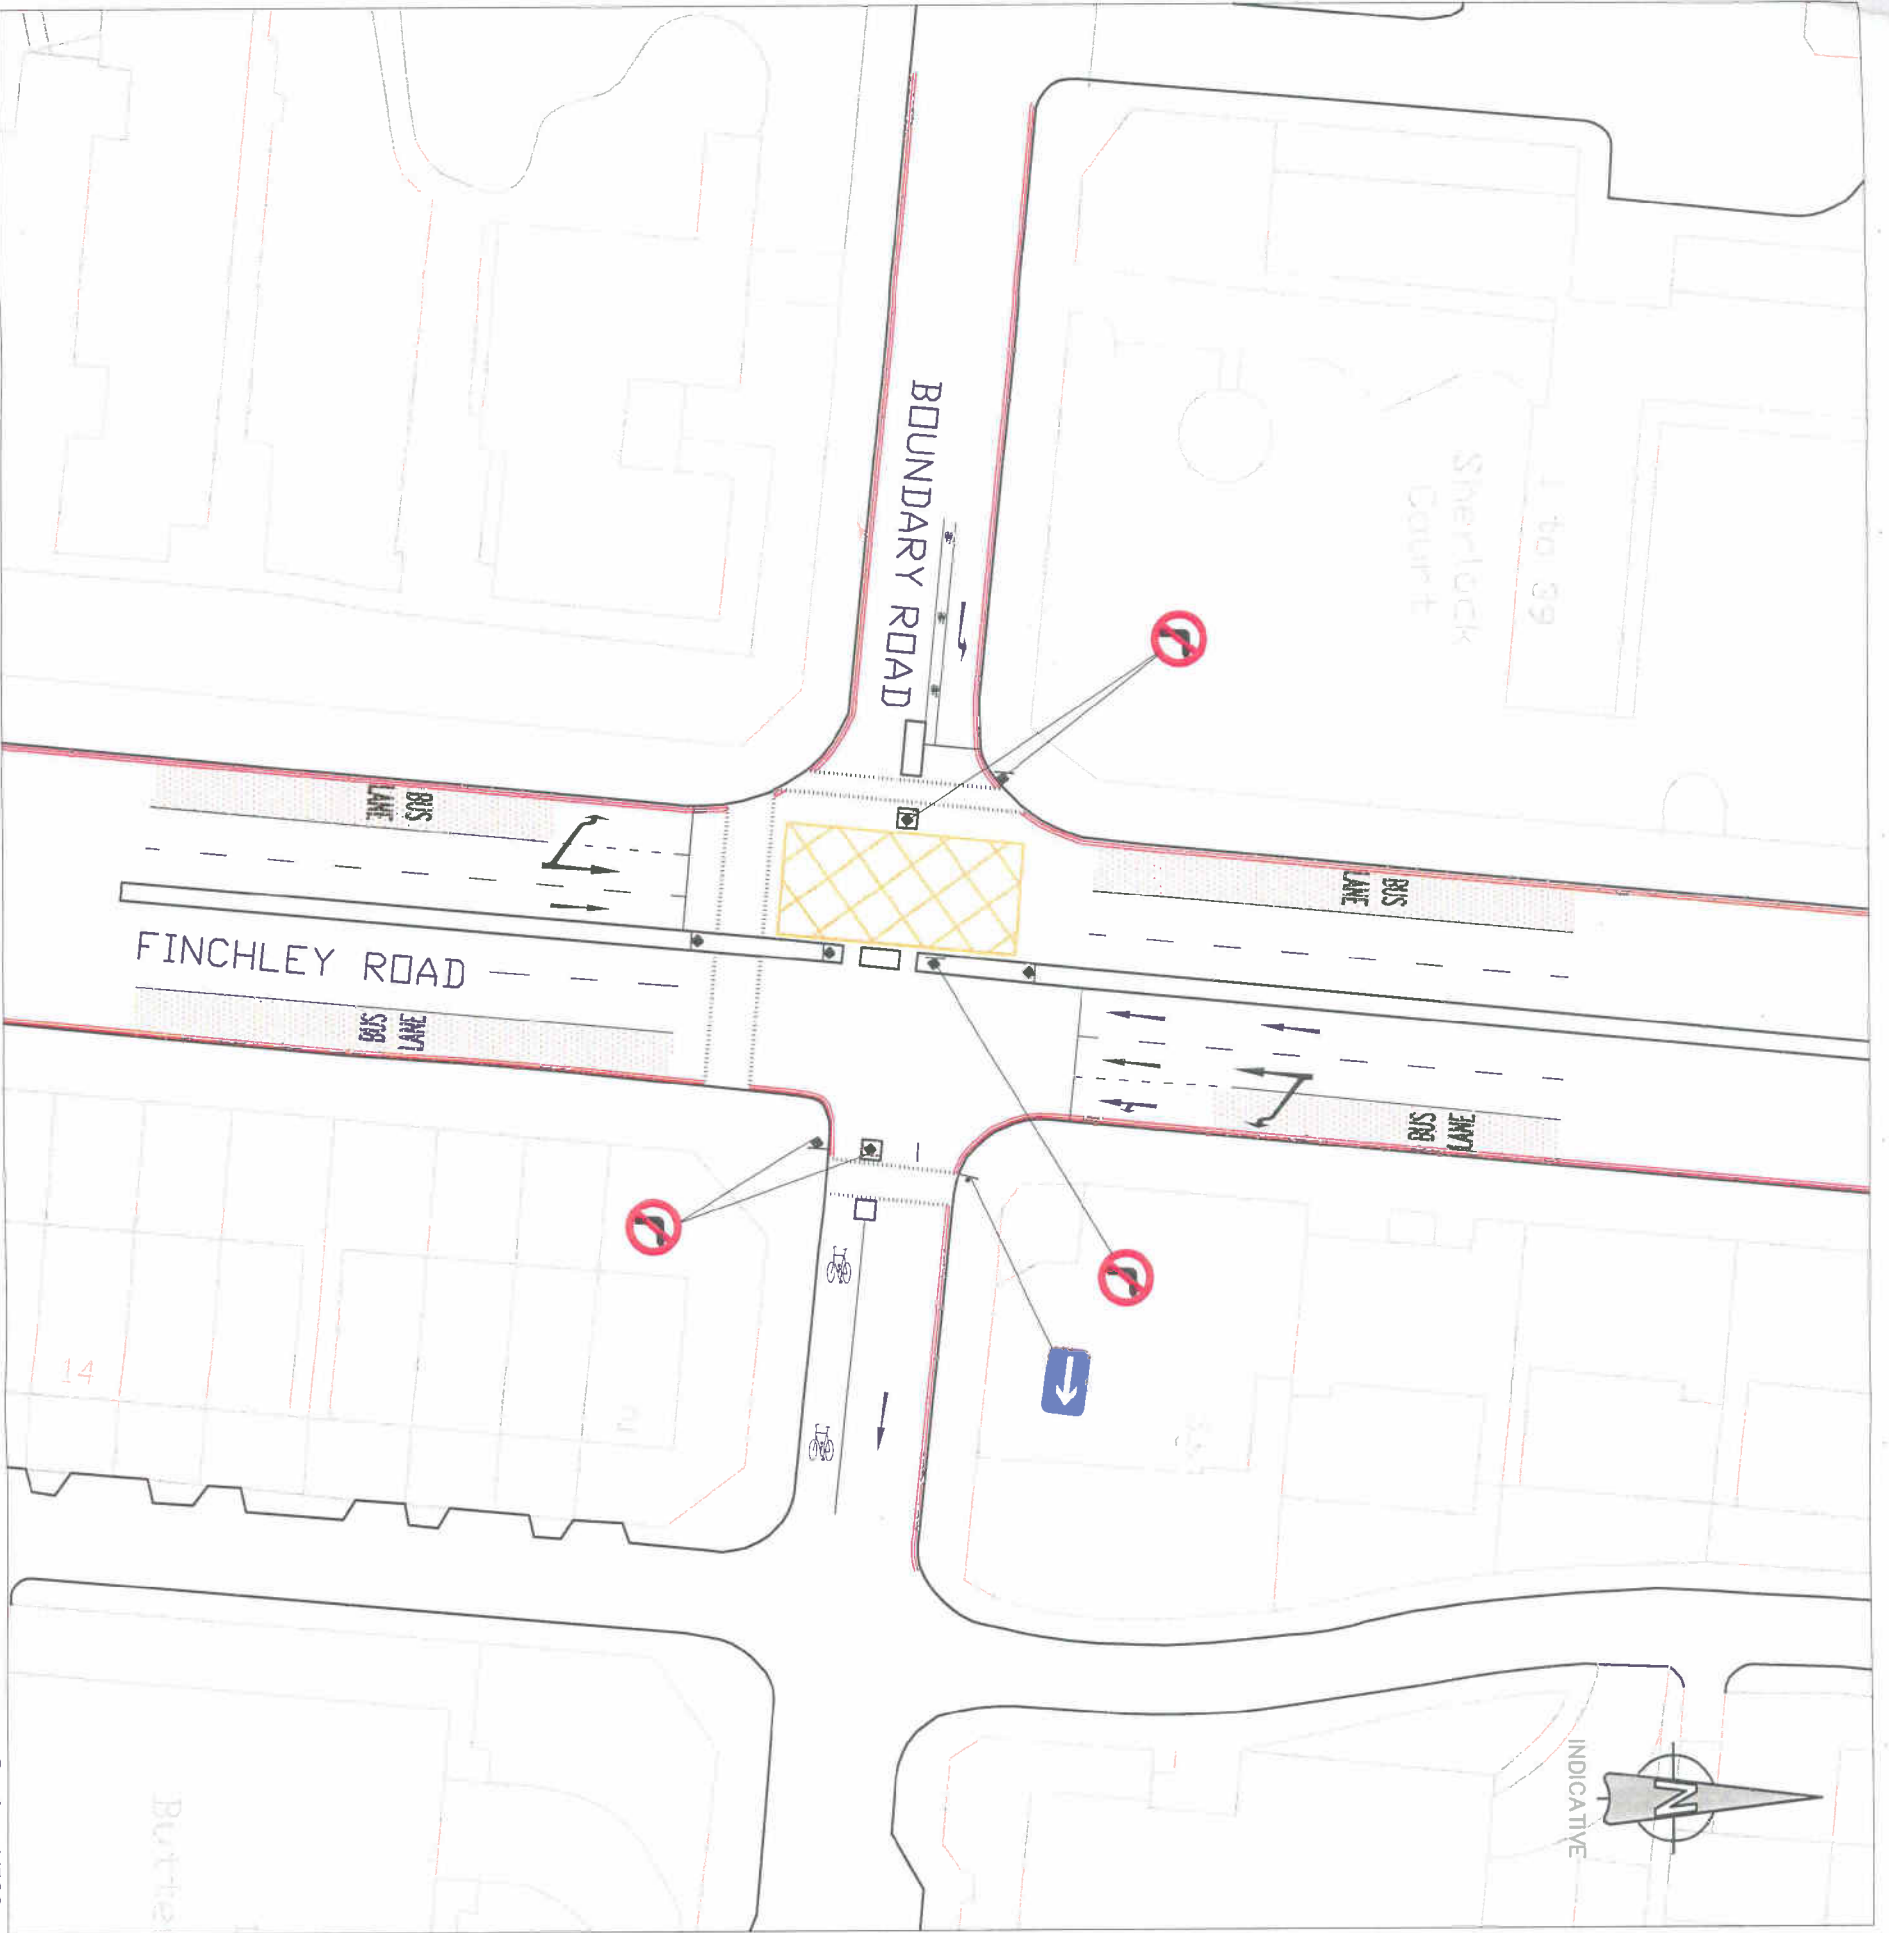 BOUNDARY ROAD
1 to 39
Sherlock
Court
BUS
LANE
BUS
LANE
FINCHLEY ROAD
BUS
LANE
BUS
LANE
14
2
INDICATIVE
N